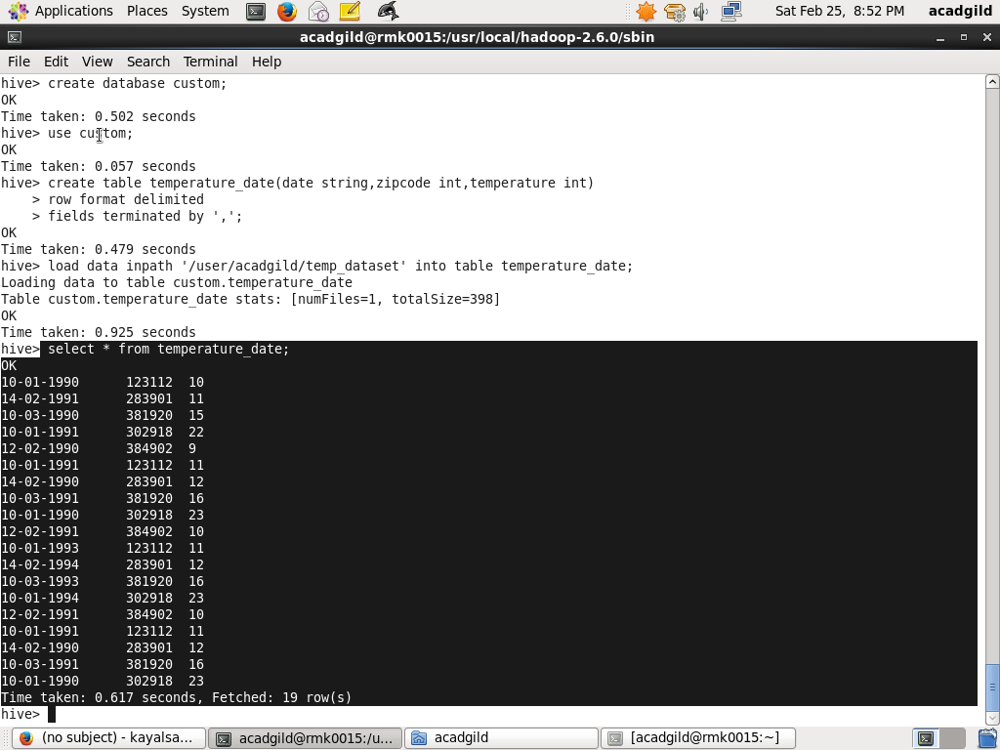 Applications Places System Sat Feb 25, 8:52 PM acadgild
acadgild@rmk0015:/usr/local/hadoop-2.6.0/sbin
File Edit View Search Terminal Help
hive> create database custom;
OK
Time taken: 0.502 seconds
hive> use custom;
OK
Time taken: 0.057 seconds
hive> create table temperature_date(date string,zipcode int,temperature int)
    > row format delimited
    > fields terminated by ',';
OK
Time taken: 0.479 seconds
hive> load data inpath '/user/acadgild/temp_dataset' into table temperature_date;
Loading data to table custom.temperature_date
Table custom.temperature_date stats: [numFiles=1, totalSize=398]
OK
Time taken: 0.925 seconds
hive> select * from temperature_date;
OK
10-01-1990      123112  10
14-02-1991      283901  11
10-03-1990      381920  15
10-01-1991      302918  22
12-02-1990      384902  9
10-01-1991      123112  11
14-02-1990      283901  12
10-03-1991      381920  16
10-01-1990      302918  23
12-02-1991      384902  10
10-01-1993      123112  11
14-02-1994      283901  12
10-03-1993      381920  16
10-01-1994      302918  23
12-02-1991      384902  10
10-01-1991      123112  11
14-02-1990      283901  12
10-03-1991      381920  16
10-01-1990      302918  23
Time taken: 0.617 seconds, Fetched: 19 row(s)
hive>
(no subject) - kayalsa... acadgild@rmk0015:/u... acadgild [acadgild@rmk0015:~]